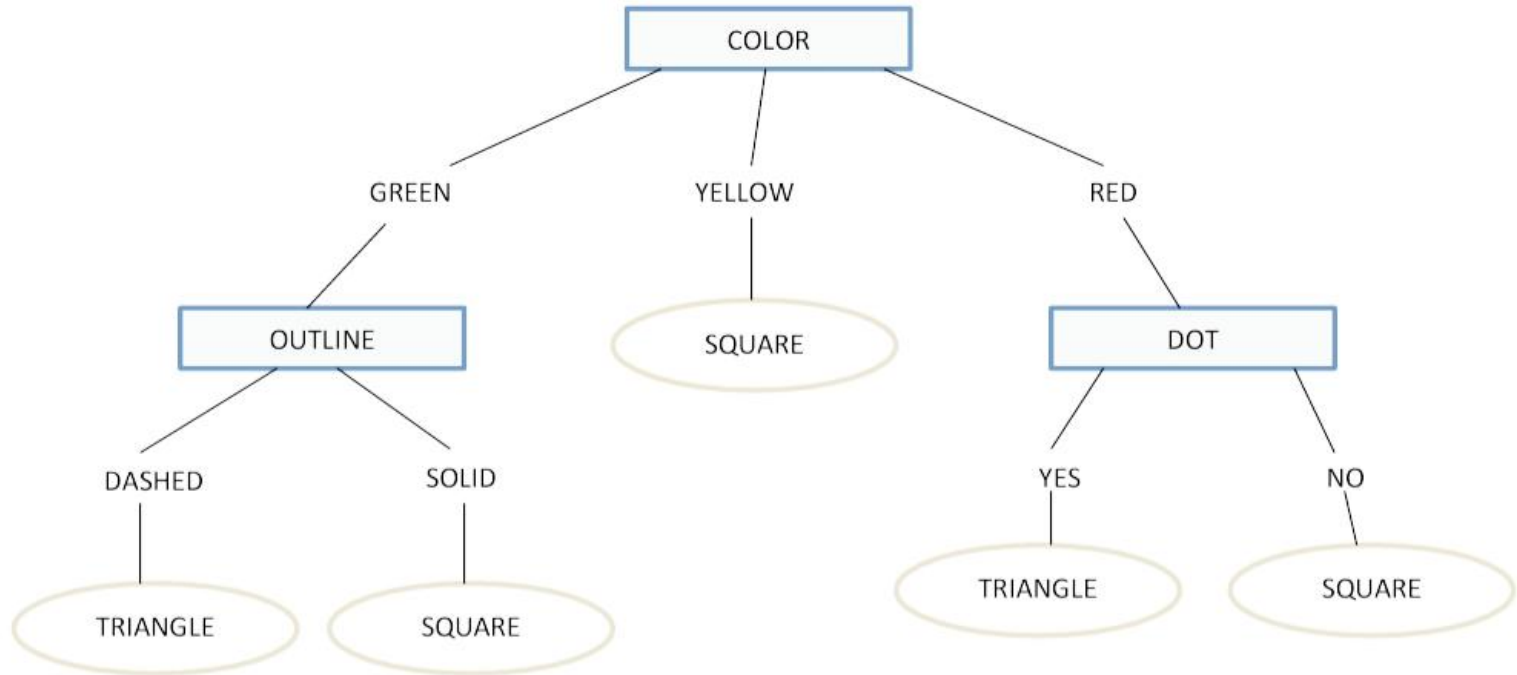 COLOR
GREEN
YELLOW
RED
OUTLINE
SQUARE
DOT
DASHED
SOLID
YES
NO
TRIANGLE
SQUARE
TRIANGLE
SQUARE